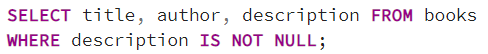 SELECT title, author, description FROM books
WHERE description IS NOT NULL;